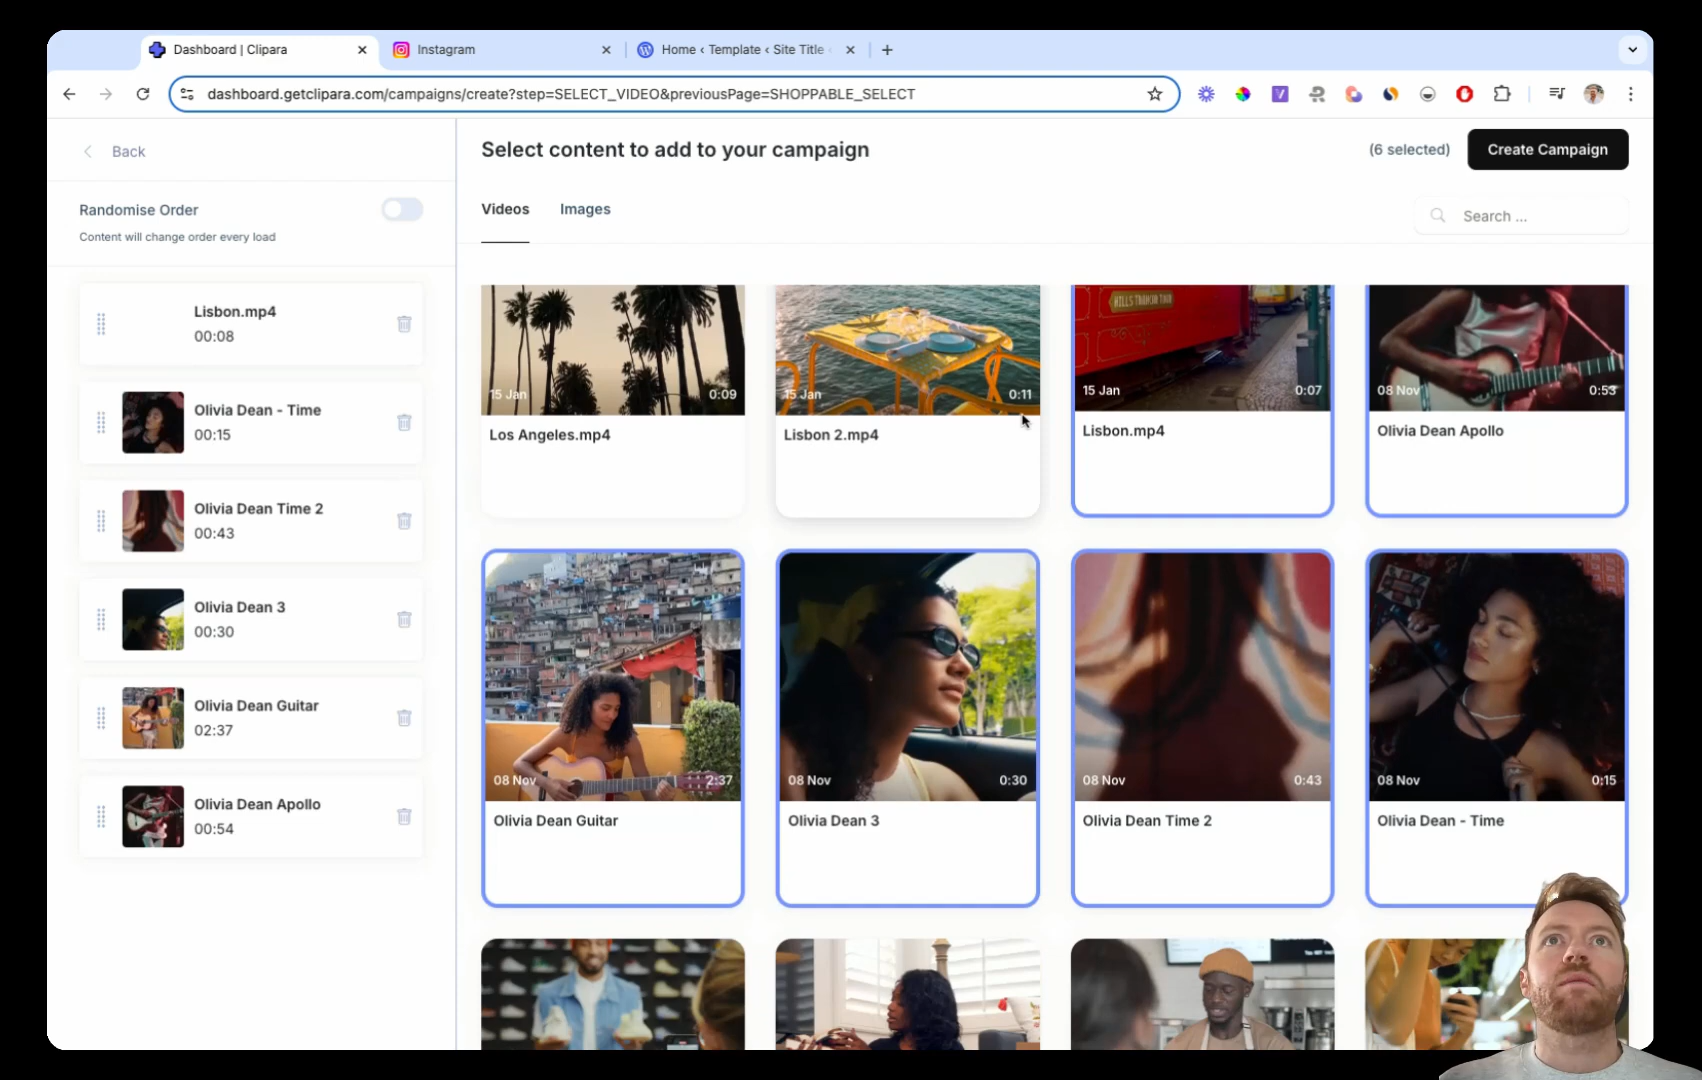 Dashboard | Clipara
Instagram
Home ‹ Template ‹ Site Title ‹
dashboard.getclipara.com/campaigns/create?step=SELECT_VIDEO&previousPage=SHOPPABLE_SELECT
Back
Randomise Order
Content will change order every load
Lisbon.mp4
00:08
Olivia Dean - Time
00:15
Olivia Dean Time 2
00:43
Olivia Dean 3
00:30
Olivia Dean Guitar
02:37
Olivia Dean Apollo
00:54
Select content to add to your campaign
(6 selected)
Create Campaign
Videos
Images
Search ...
15 Jan
0:09
Los Angeles.mp4
15 Jan
0:11
Lisbon 2.mp4
HILLS TRAMCAR TOUR
15 Jan
0:07
Lisbon.mp4
08 Nov
0:53
Olivia Dean Apollo
08 Nov
2:37
Olivia Dean Guitar
08 Nov
0:30
Olivia Dean 3
08 Nov
0:43
Olivia Dean Time 2
08 Nov
0:15
Olivia Dean - Time